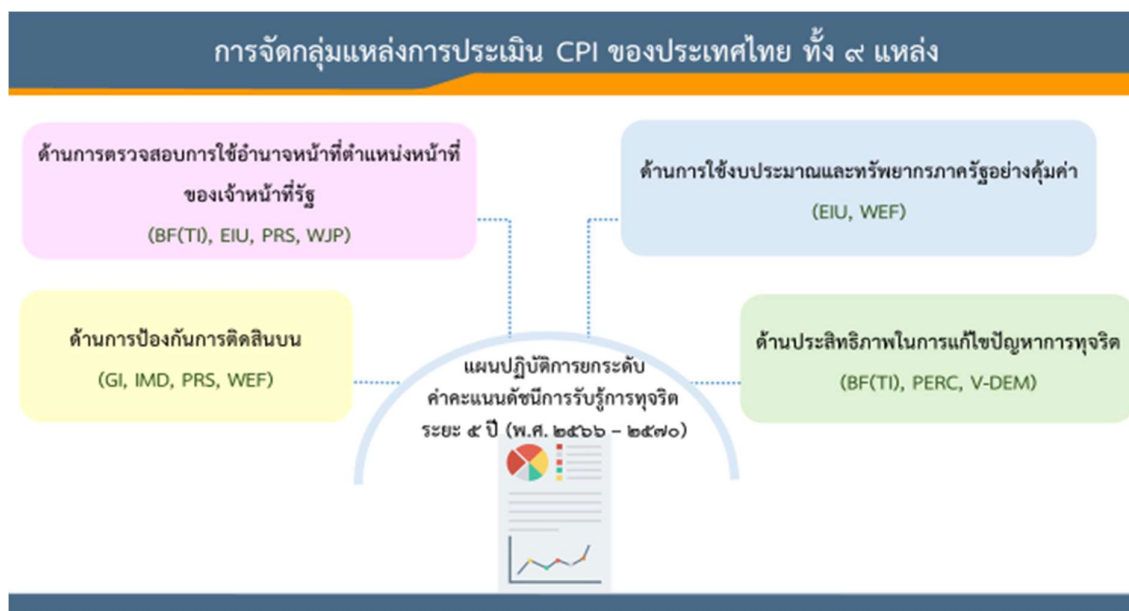 การจัดกลุ่มแหล่งการประเมิน CPI ของประเทศไทย ทั้ง ๙ แหล่ง
ด้านการตรวจสอบการใช้อำนาจหน้าที่ตำแหน่งหน้าที่
ของเจ้าหน้าที่รัฐ
(BF(TI), EIU, PRS, WJP)
ด้านการใช้งบประมาณและทรัพยากรภาครัฐอย่างคุ้มค่า
(EIU, WEF)
ด้านการป้องกันการติดสินบน
(GI, IMD, PRS, WEF)
ด้านประสิทธิภาพในการแก้ไขปัญหาการทุจริต
(BF(TI), PERC, V-DEM)
แผนปฏิบัติการยกระดับ
ค่าคะแนนดัชนีการรับรู้การทุจริต
ระยะ ๕ ปี (พ.ศ. ๒๕๖๖ – ๒๕๗๐)